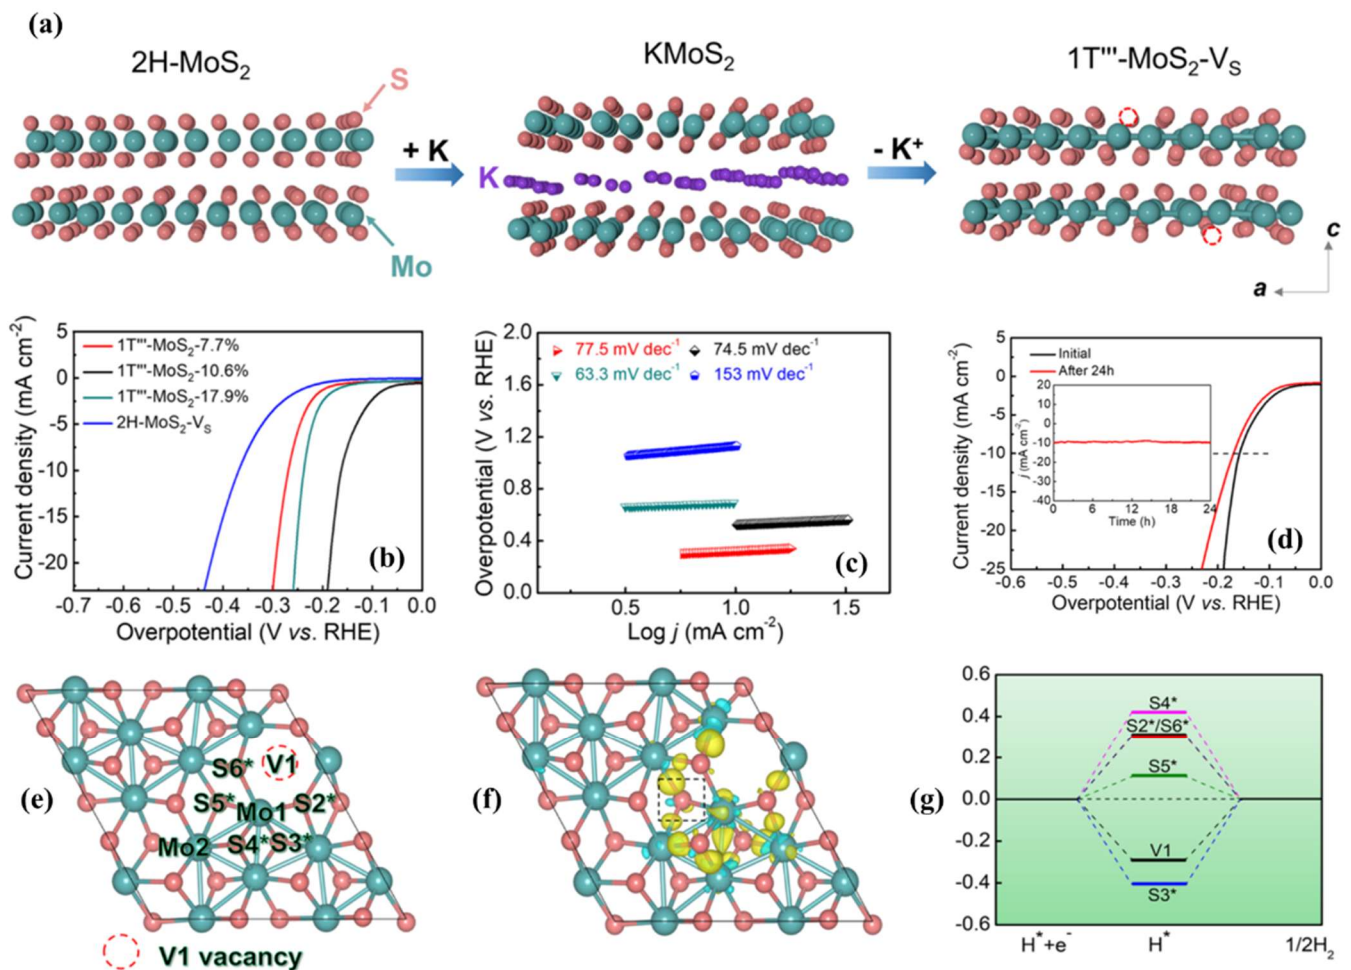 (a)
2H-MoS₂
KMoS₂
1T'''-MoS₂-V_S
S
+ K
K
- K⁺
Mo
c
a
5
0
-5
-10
-15
-20
Current density (mA cm⁻²)
1T'''-MoS₂-7.7%
1T'''-MoS₂-10.6%
1T'''-MoS₂-17.9%
2H-MoS₂-V_S
(b)
-0.7 -0.6 -0.5 -0.4 -0.3 -0.2 -0.1 0.0
Overpotential (V vs. RHE)
2.0
1.6
1.2
0.8
0.4
0.0
Overpotential (V vs. RHE)
77.5 mV dec⁻¹ 74.5 mV dec⁻¹
63.3 mV dec⁻¹ 153 mV dec⁻¹
(c)
0.5 1.0 1.5
Log j (mA cm⁻²)
5
0
-5
-10
-15
-20
-25
Current density (mA cm⁻²)
Initial
After 24h
20
10
0
-10
-20
-30
-40
j (mA cm⁻²)
0 6 12 18 24
Time (h)
(d)
-0.6 -0.5 -0.4 -0.3 -0.2 -0.1 0.0
Overpotential (V vs. RHE)
(e)
S6* V1
S5* Mo1 S2*
Mo2 S4* S3*
V1 vacancy
(f)
(g)
0.6
0.4
0.2
0.0
-0.2
-0.4
-0.6
S4*
S2*/S6*
S5*
V1
S3*
H*+e⁻ H* 1/2H₂